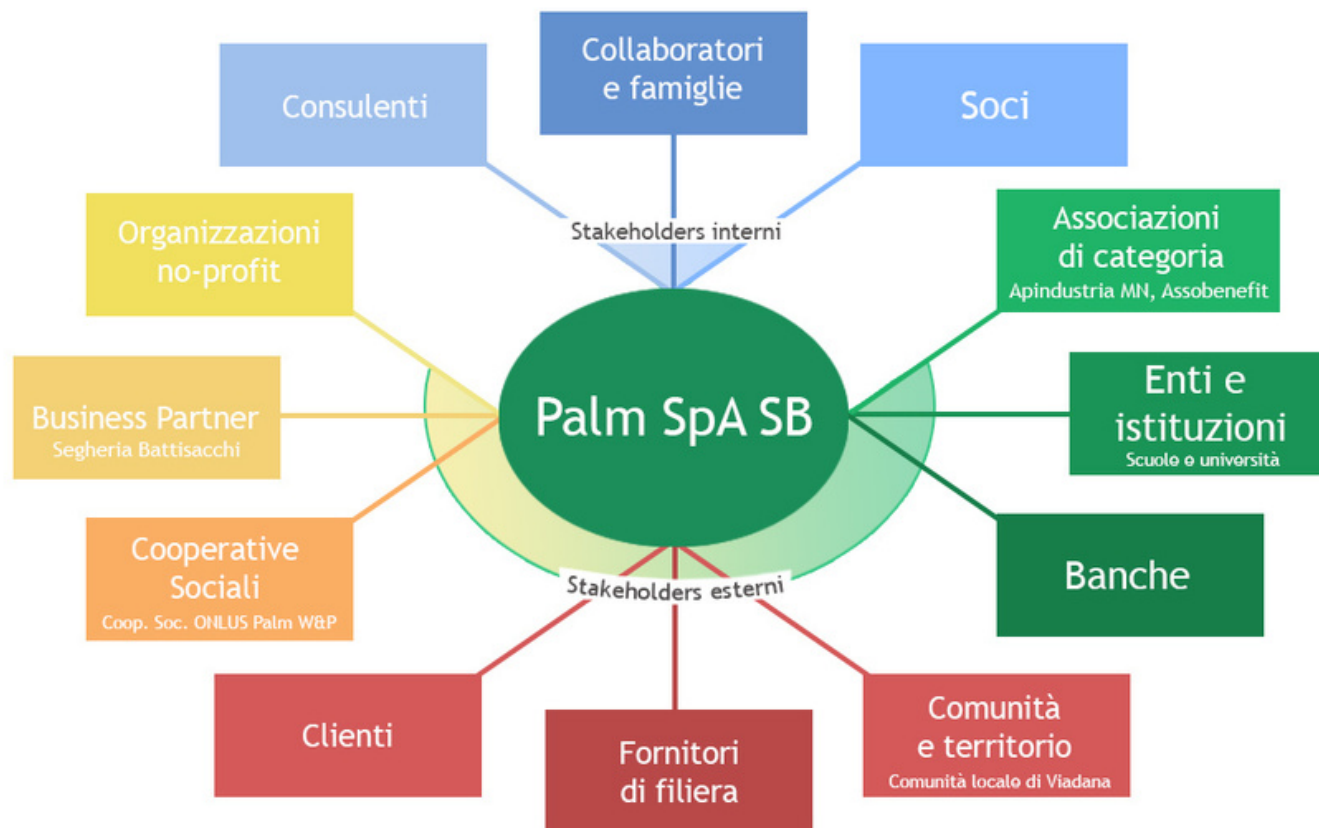 Collaboratori
e famiglie
Consulenti
Soci
Stakeholders interni
Organizzazioni
no-profit
Associazioni
di categoria
Apindustria MN, Assobenefit
Business Partner
Segheria Battisacchi
Palm SpA SB
Enti e
istituzioni
Scuole e università
Cooperative
Sociali
Coop. Soc. ONLUS Palm W&P
Banche
Stakeholders esterni
Clienti
Fornitori
di filiera
Comunità
e territorio
Comunità locale di Viadana